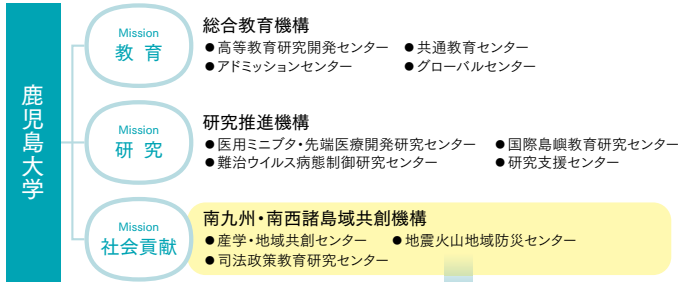 鹿児島大学
Mission
教育
総合教育機構
●高等教育研究開発センター ●共通教育センター
●アドミッションセンター ●グローバルセンター
Mission
研究
研究推進機構
●医用ミニブタ・先端医療開発研究センター ●国際島嶼教育研究センター
●難治ウイルス病態制御研究センター ●研究支援センター
Mission
社会貢献
南九州・南西諸島域共創機構
●産学・地域共創センター ●地震火山地域防災センター
●司法政策教育研究センター